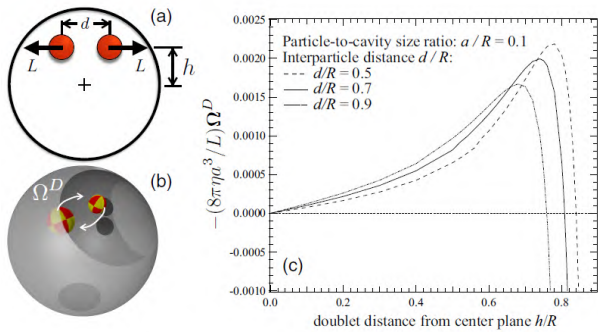 (a)
d
L
L
h
(b)
Ω^D
−(8πηa³/L)Ω^D
0.0025
0.0020
0.0015
0.0010
0.0005
0.0000
-0.0005
-0.0010
Particle-to-cavity size ratio: a / R = 0.1
Interparticle distance d / R:
d/R = 0.5
d/R = 0.7
d/R = 0.9
(c)
0.0 0.2 0.4 0.6 0.8
doublet distance from center plane h/R